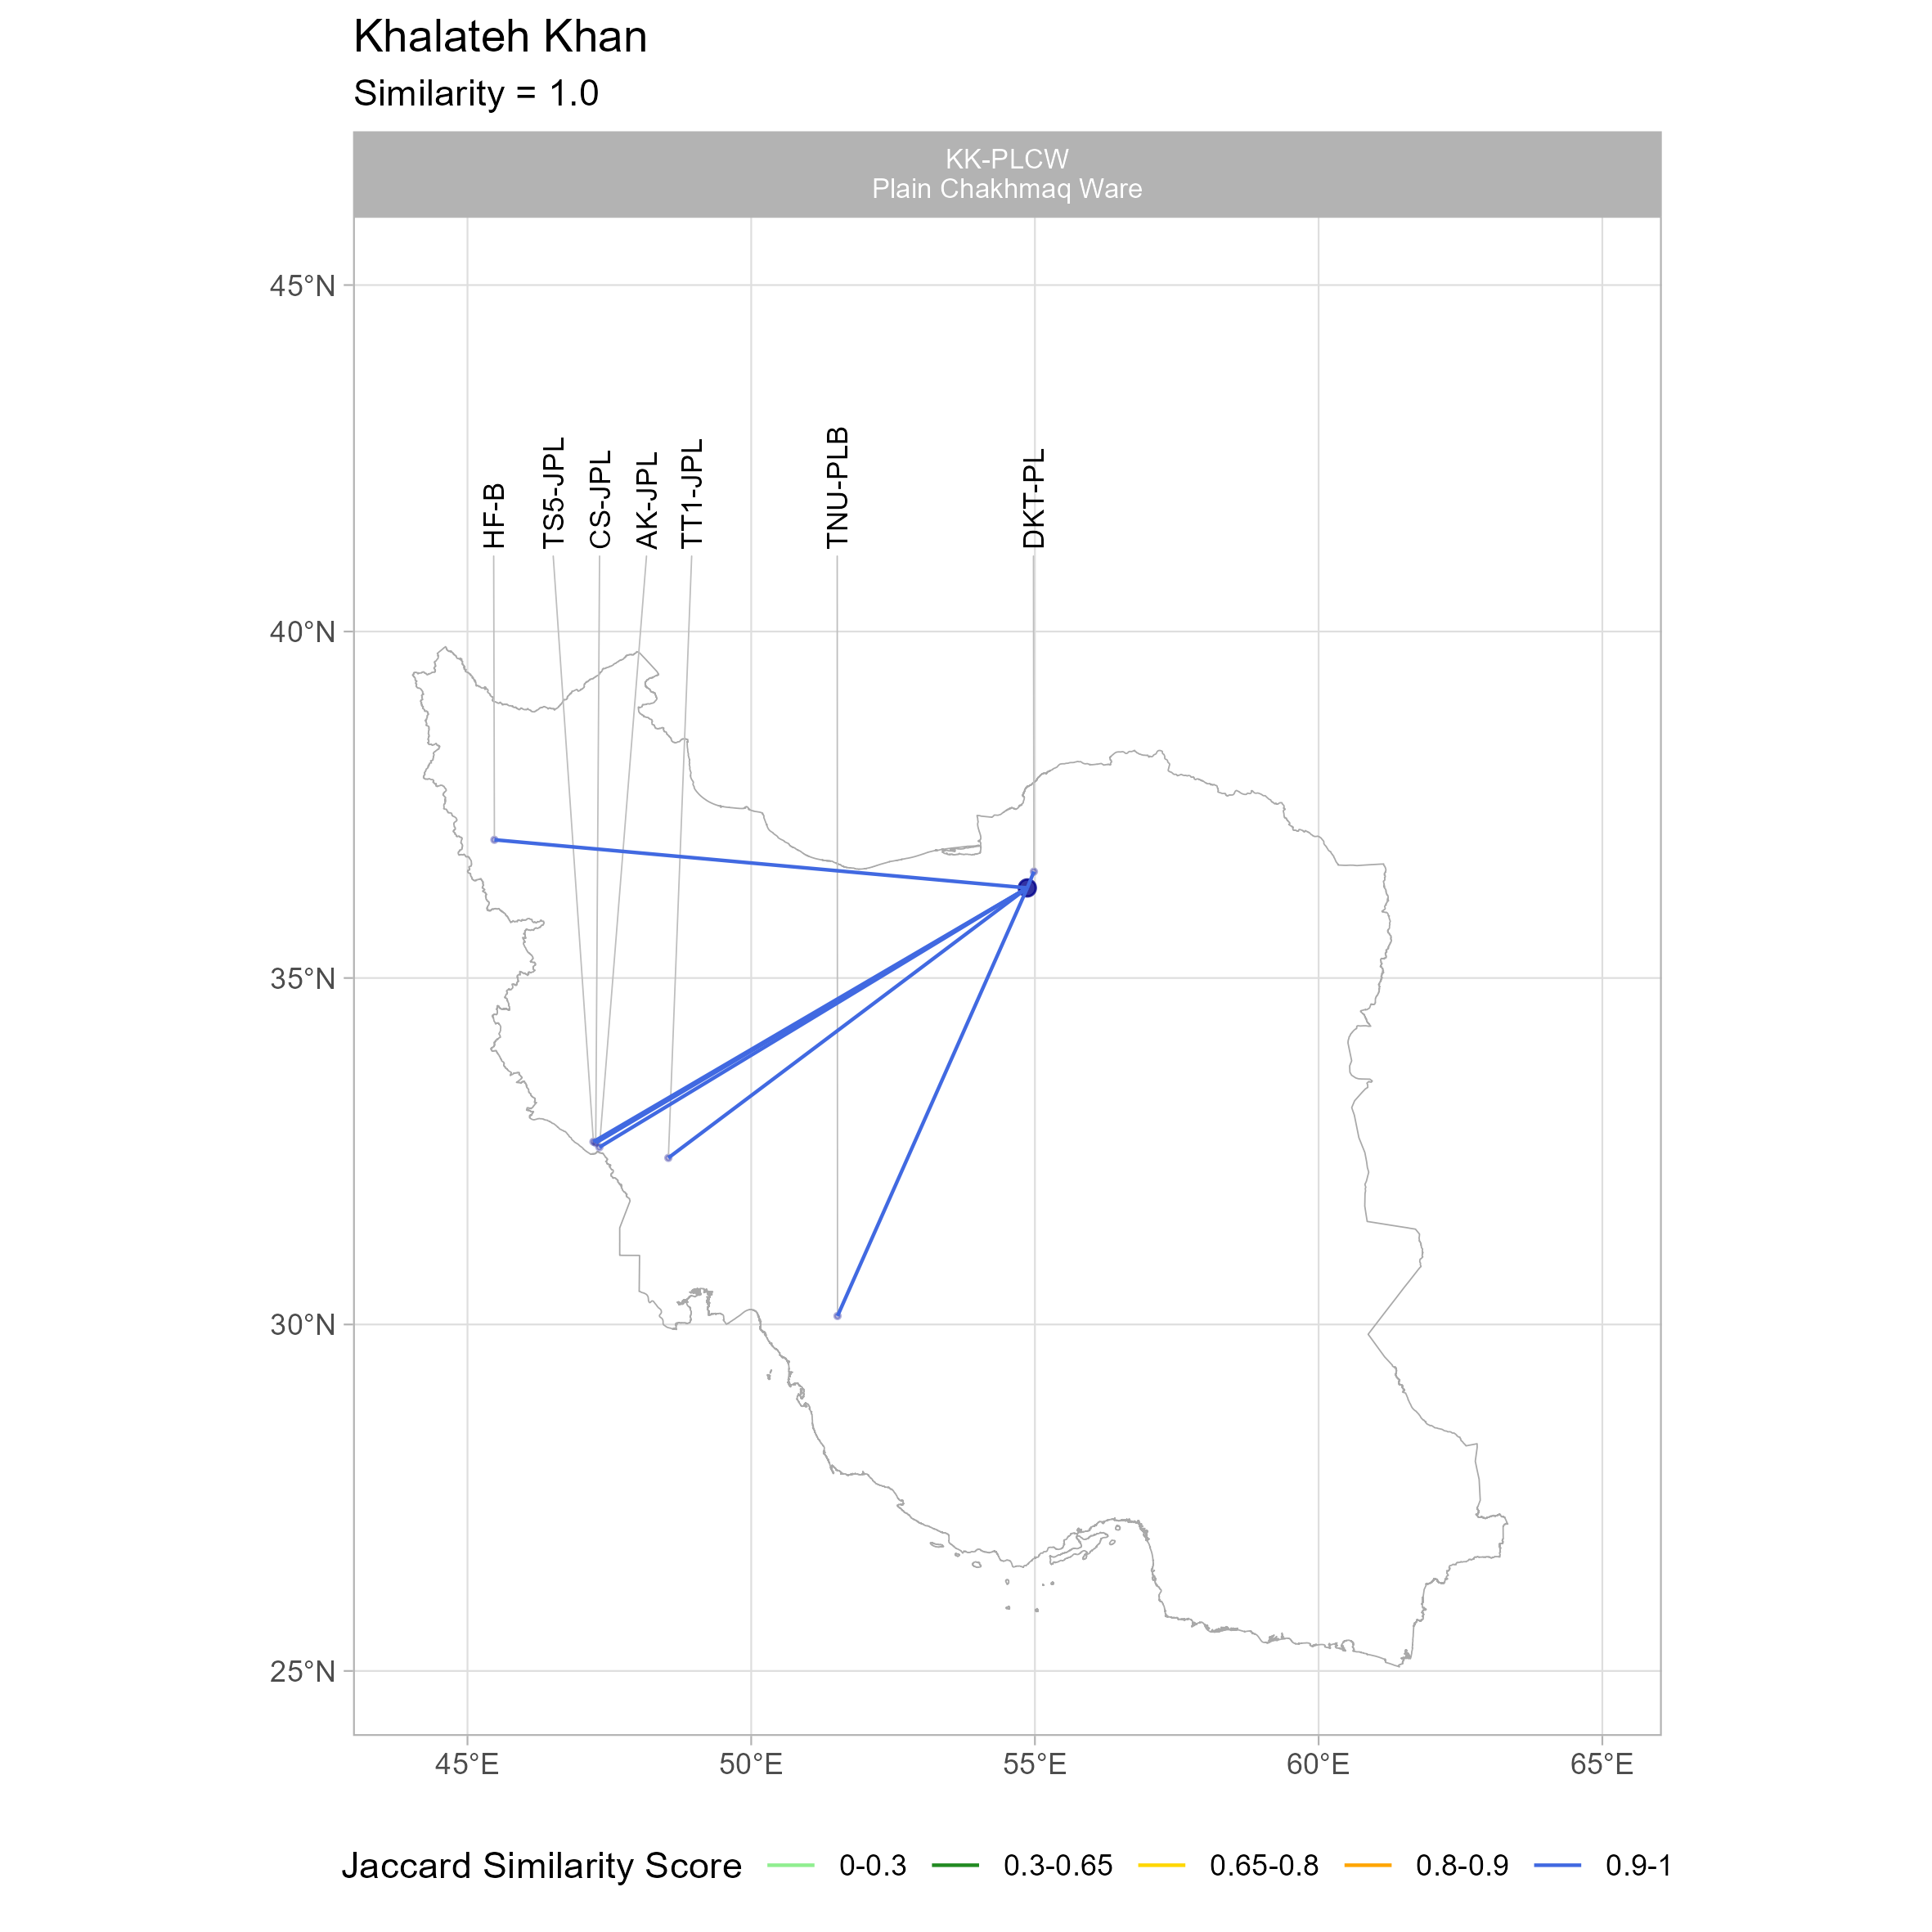 Khalateh Khan
Similarity = 1.0
KK-PLCW
Plain Chakhmaq Ware
45°N
40°N
35°N
30°N
25°N
HF-B
TS5-JPL
CS-JPL
AK-JPL
TT1-JPL
TNU-PLB
DKT-PL
45°E 50°E 55°E 60°E 65°E
Jaccard Similarity Score 0-0.3 0.3-0.65 0.65-0.8 0.8-0.9 0.9-1